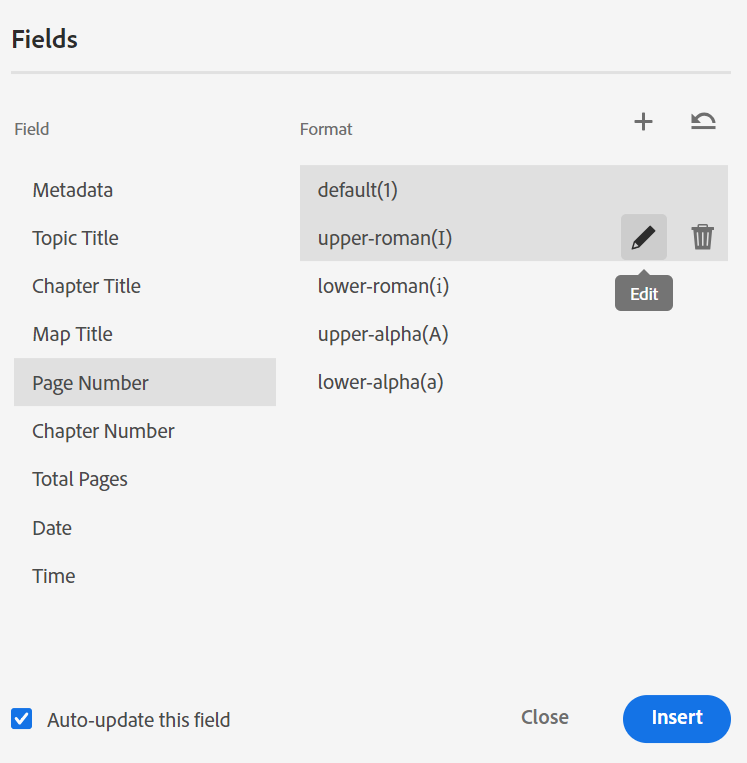 Fields
Field
Format
Metadata
default(1)
Topic Title
upper-roman(I)
Chapter Title
lower-roman(i)
Edit
Map Title
upper-alpha(A)
Page Number
lower-alpha(a)
Chapter Number
Total Pages
Date
Time
Auto-update this field
Close
Insert